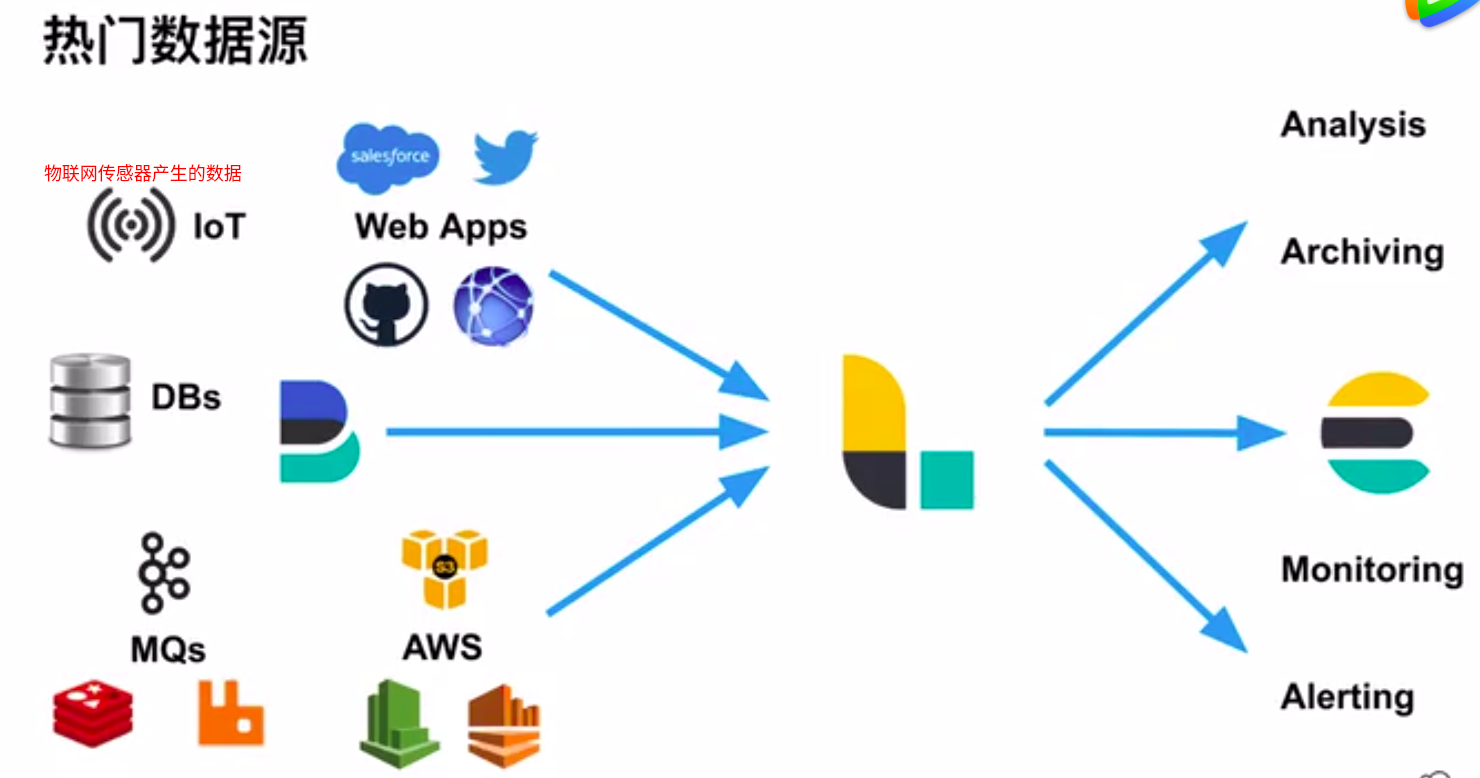 热门数据源
物联网传感器产生的数据
IoT
salesforce
Web Apps
DBs
MQs
S3
AWS
Analysis
Archiving
Monitoring
Alerting